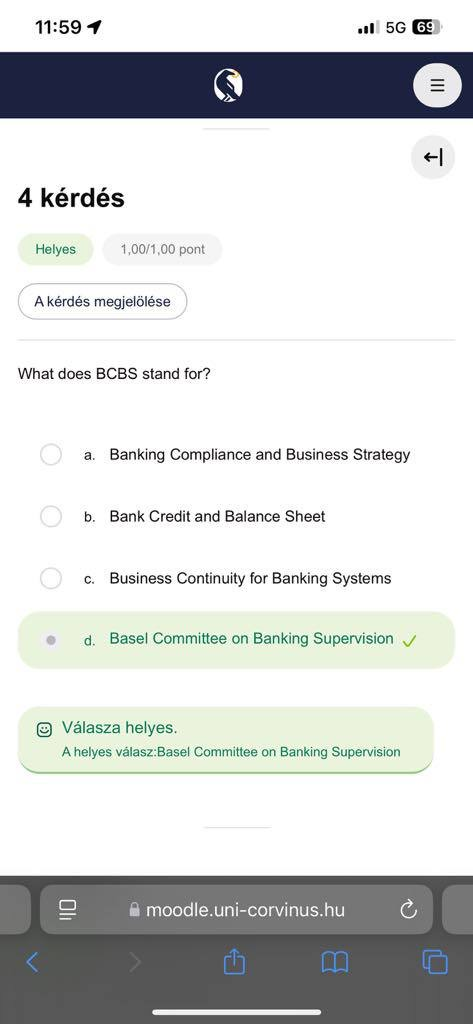 11:59
5G 69
4 kérdés
Helyes
1,00/1,00 pont
A kérdés megjelölése
What does BCBS stand for?
a. Banking Compliance and Business Strategy
b. Bank Credit and Balance Sheet
c. Business Continuity for Banking Systems
d. Basel Committee on Banking Supervision
Válasza helyes.
A helyes válasz:Basel Committee on Banking Supervision
moodle.uni-corvinus.hu